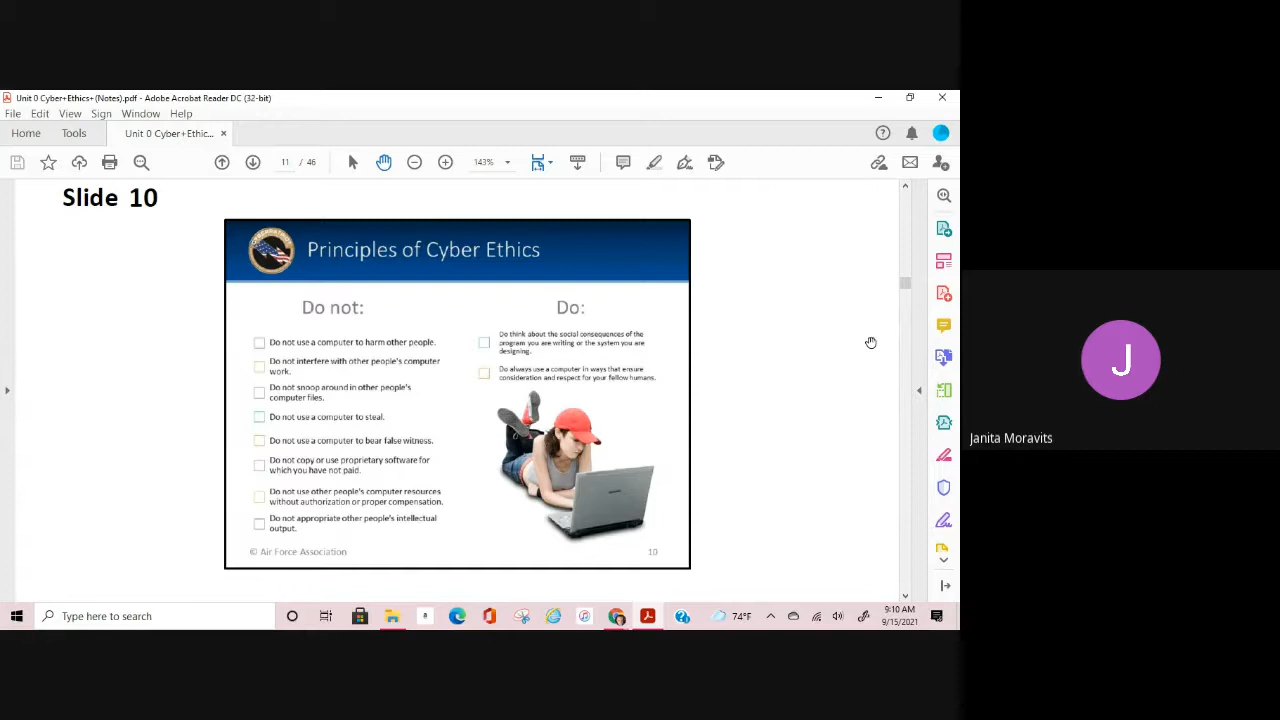 Unit 0 Cyber+Ethics+(Notes).pdf - Adobe Acrobat Reader DC (32-bit)
File Edit View Sign Window Help
Home Tools Unit 0 Cyber+Ethic... ×
11 / 46 143%
Slide 10
CYBERPATRIOT
Principles of Cyber Ethics
Do not:
Do not use a computer to harm other people.
Do not interfere with other people's computer
work.
Do not snoop around in other people's
computer files.
Do not use a computer to steal.
Do not use a computer to bear false witness.
Do not copy or use proprietary software for
which you have not paid.
Do not use other people's computer resources
without authorization or proper compensation.
Do not appropriate other people's intellectual
output.
Do:
Do think about the social consequences of the
program you are writing or the system you are
designing.
Do always use a computer in ways that ensure
consideration and respect for your fellow humans.
© Air Force Association 10
J
Janita Moravits
Type here to search
a
74°F
9:10 AM
9/15/2021